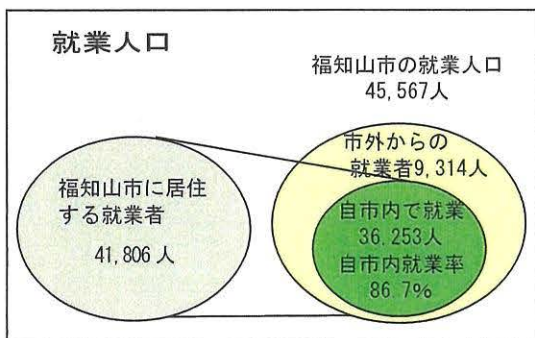 就業人口
福知山市の就業人口
45,567人
市外からの
就業者9,314人
福知山市に居住
する就業者
41,806人
自市内で就業
36,253人
自市内就業率
86.7%